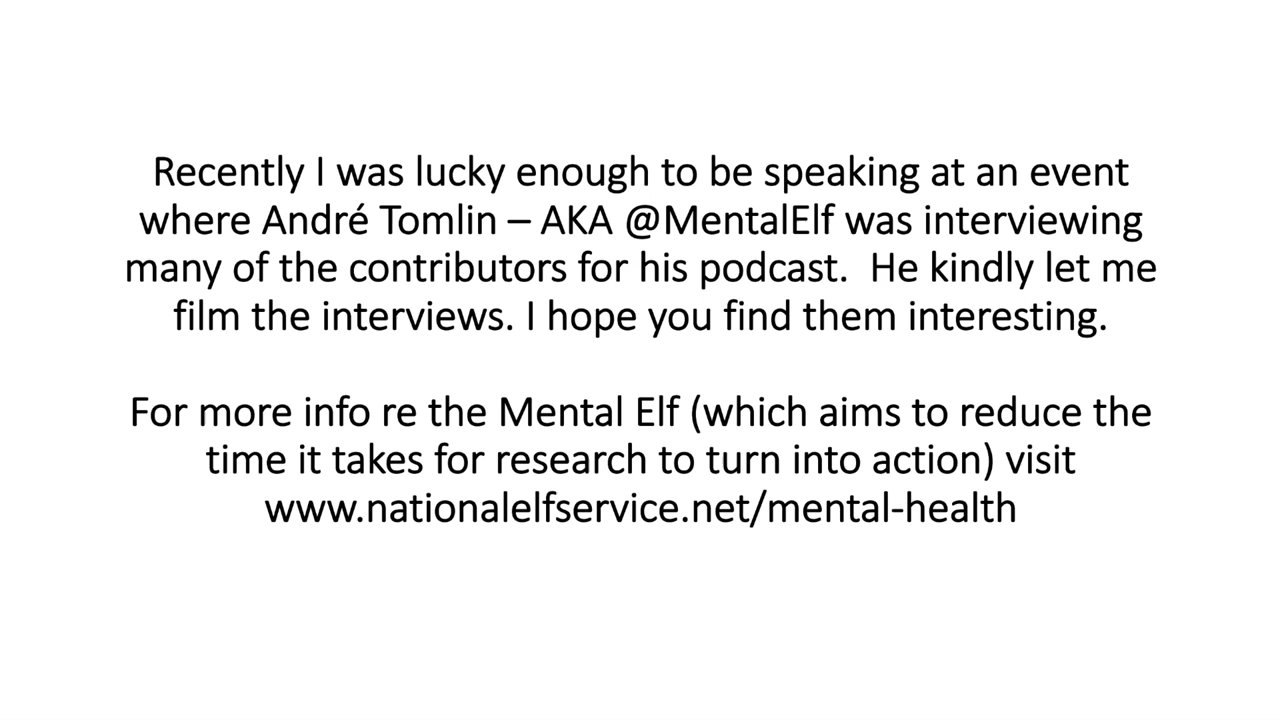 Recently I was lucky enough to be speaking at an event
where André Tomlin – AKA @MentalElf was interviewing
many of the contributors for his podcast.  He kindly let me
film the interviews. I hope you find them interesting.
For more info re the Mental Elf (which aims to reduce the
time it takes for research to turn into action) visit
www.nationalelfservice.net/mental-health